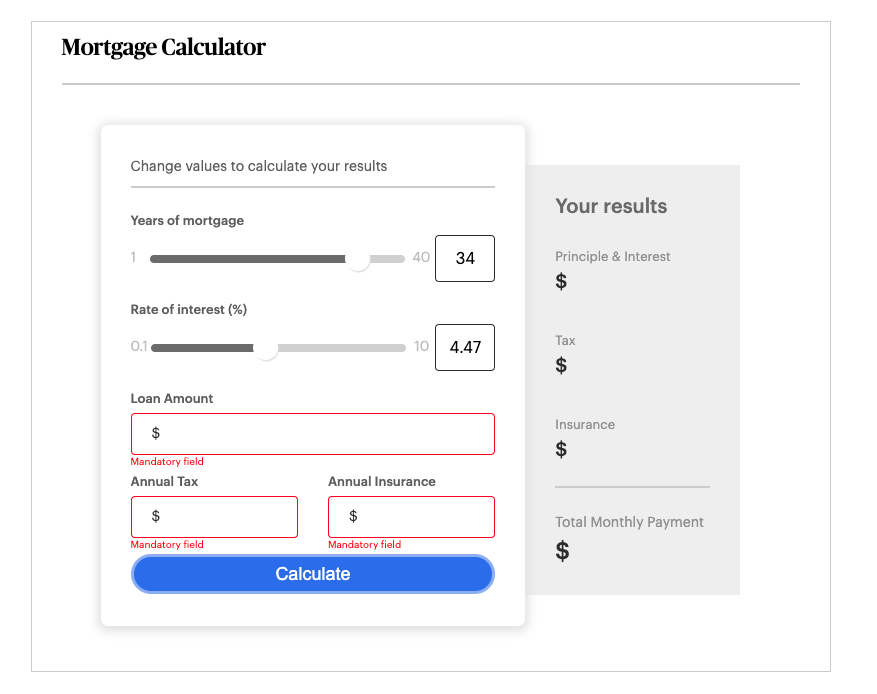 Mortgage Calculator
Change values to calculate your results
Years of mortgage
1 40 34
Rate of interest (%)
0.1 10 4.47
Loan Amount
$
Mandatory field
Annual Tax Annual Insurance
$ $
Mandatory field Mandatory field
Calculate
Your results
Principle & Interest
$
Tax
$
Insurance
$
Total Monthly Payment
$